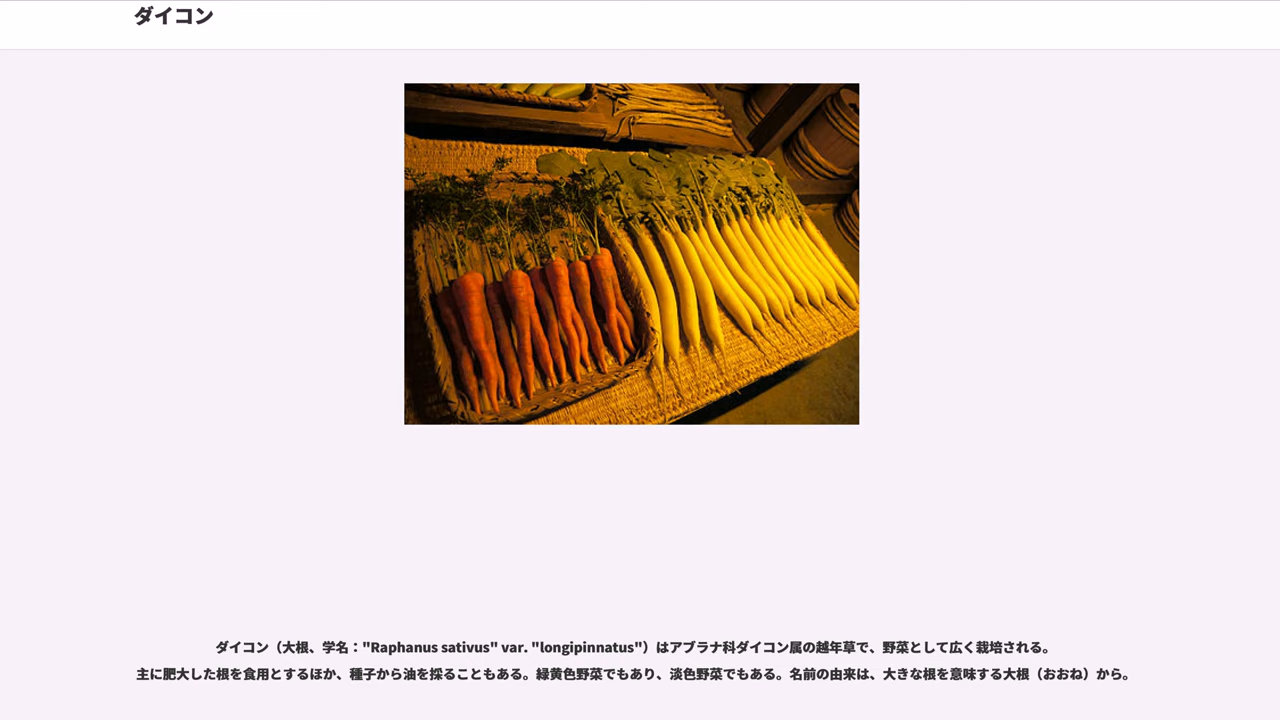 ダイコン
ダイコン（大根、学名："Raphanus sativus" var. "longipinnatus"）はアブラナ科ダイコン属の越年草で、野菜として広く栽培される。
主に肥大した根を食用とするほか、種子から油を採ることもある。緑黄色野菜でもあり、淡色野菜でもある。名前の由来は、大きな根を意味する大根（おおね）から。